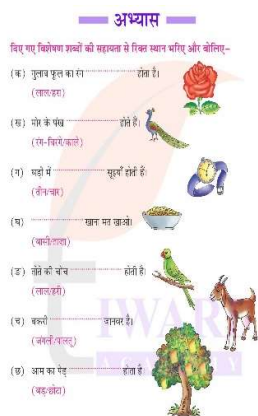 अभ्यास
दिए गए विशेषण शब्दों की सहायता से रिक्त स्थान भरिए और बोलिए–
(क) गुलाब फूल का रंग .................... होता है।
(लाल/हरा)
(ख) मोर के पंख .................... होते हैं।
(रंग-बिरंगे/काले)
(ग) घड़ी में .................... सूइयाँ होती हैं।
(तीन/चार)
(घ) .................... खाना मत खाओ।
(बासी/ताजा)
(ङ) तोते की चोंच .................... होती है।
(लाल/हरी)
(च) बकरी .................... जानवर है।
(जंगली/पालतू)
(छ) आम का पेड़ .................... होता है
(बड़ा/छोटा)